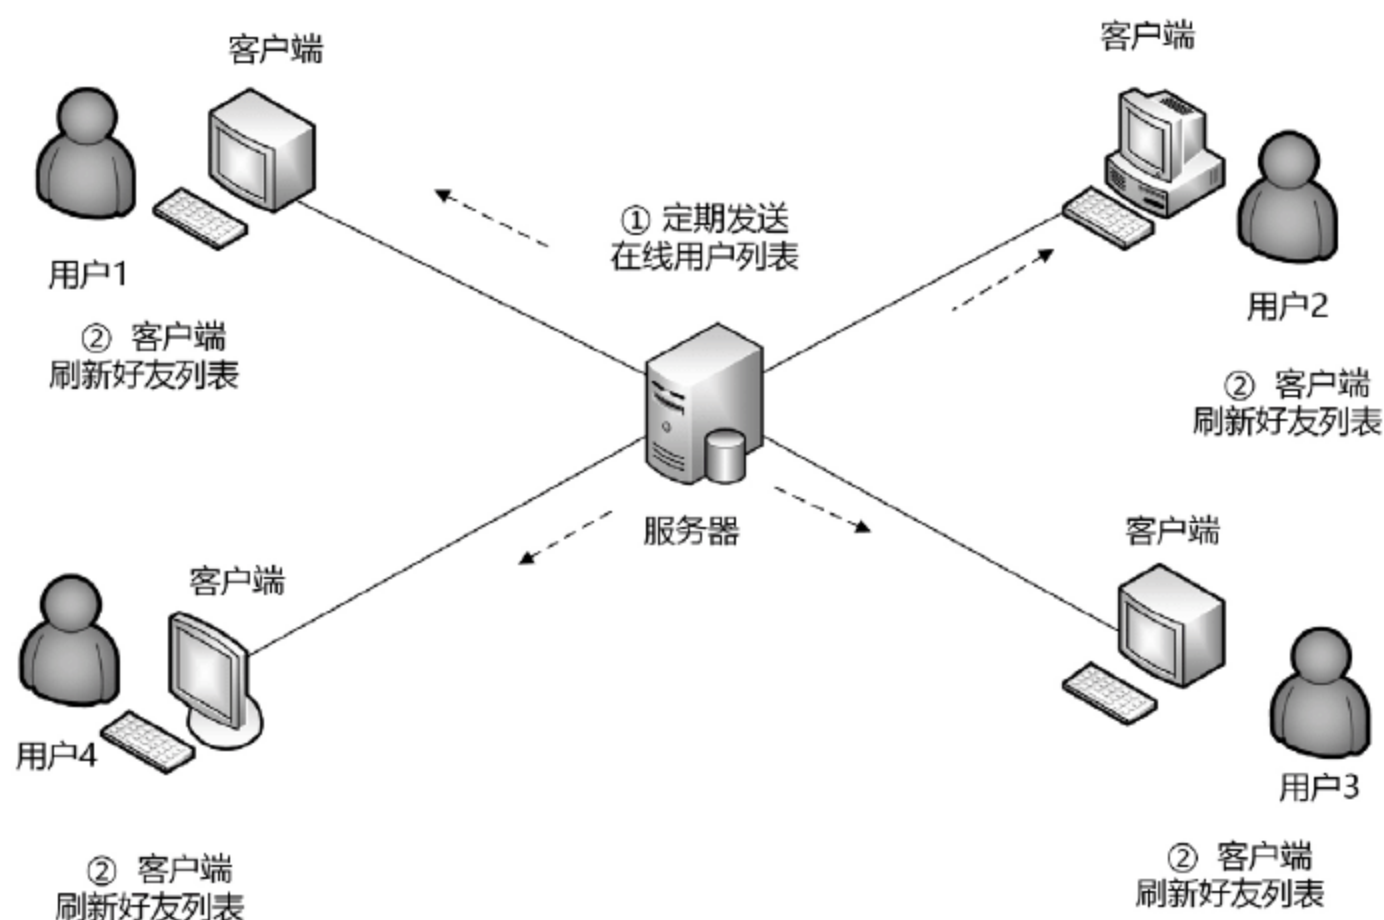 客户端
客户端
① 定期发送
在线用户列表
用户1
用户2
② 客户端
刷新好友列表
② 客户端
刷新好友列表
服务器
客户端
客户端
用户4
用户3
② 客户端
刷新好友列表
② 客户端
刷新好友列表